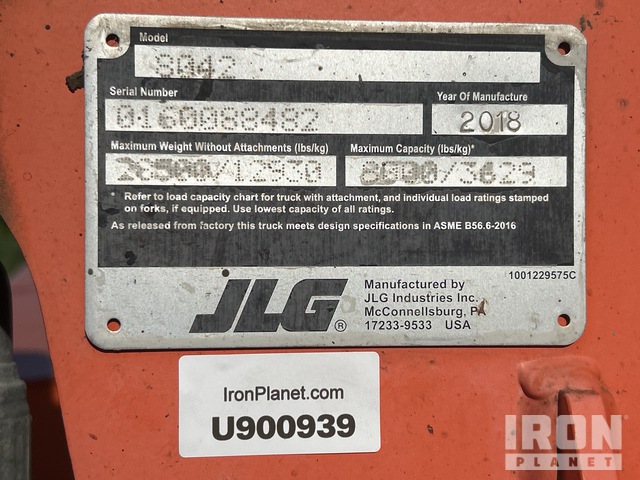 Model
8042
Serial Number
Year Of Manufacture
0160088482
2018
Maximum Weight Without Attachments (lbs/kg)
Maximum Capacity (lbs/kg)*
28500/12930
8000/3629
* Refer to load capacity chart for truck with attachment, and individual load ratings stamped
on forks, if equipped. Use lowest capacity of all ratings.
As released from factory this truck meets design specifications in ASME B56.6-2016
1001229575C
JLG®
Manufactured by
JLG Industries Inc.
McConnellsburg, PA
17233-9533 USA
IronPlanet.com
U900939
IRON
PLANET